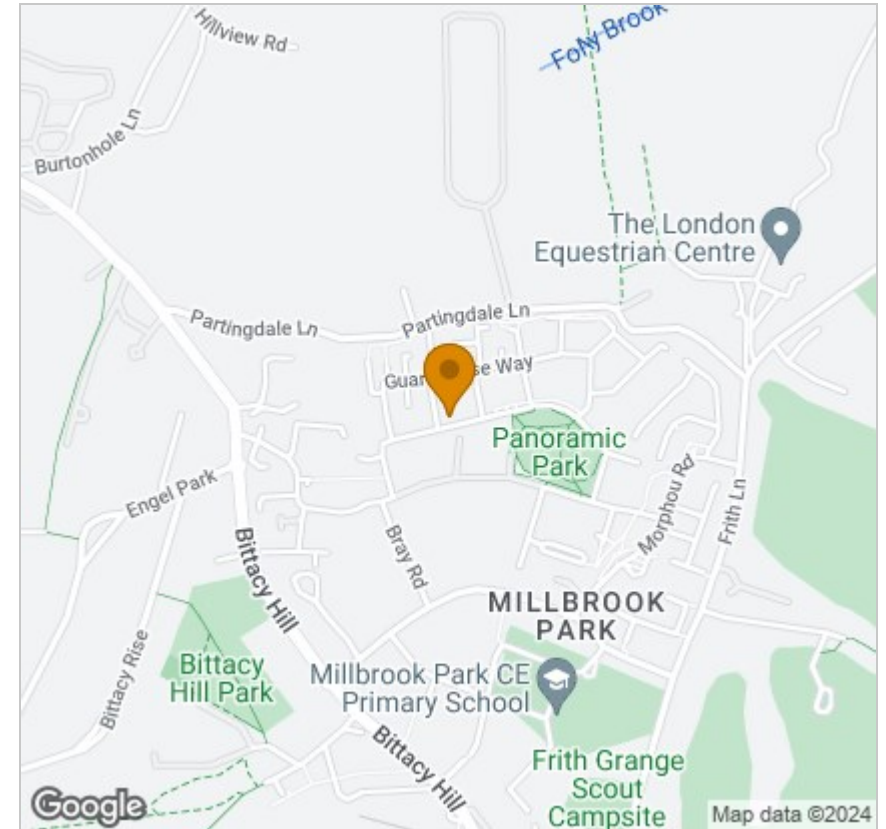 Hillview Rd
Folly Brook
Burtonhole Ln
The London
Equestrian Centre
Partingdale Ln
Partingdale Ln
Way
Panoramic
Park
Engel Park
Morphou Rd
Frith Ln
Bray Rd
Bittacy Hill
MILLBROOK
PARK
Bittacy Rise
Bittacy
Hill Park
Millbrook Park CE
Primary School
Bittacy Hill
Frith Grange
Scout
Campsite
Google
Map data ©2024